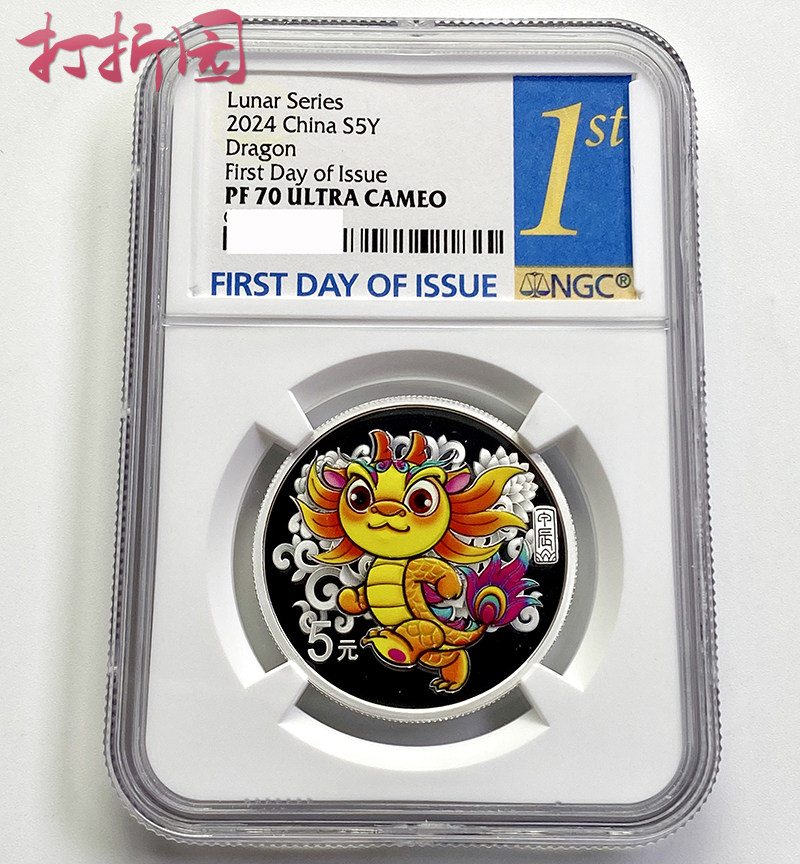 打折园
Lunar Series
2024 China S5Y
Dragon
First Day of Issue
PF 70 ULTRA CAMEO
1st
FIRST DAY OF ISSUE
NGC®
5元